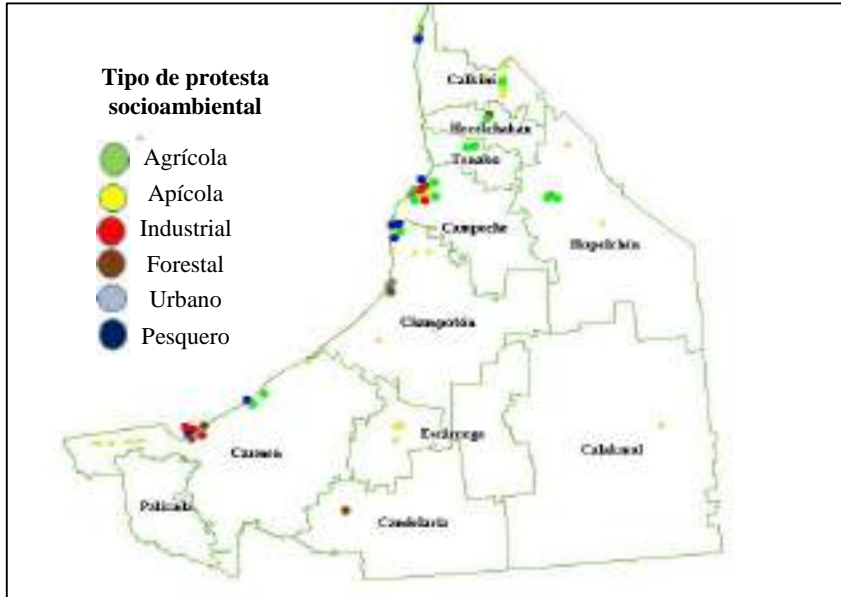 Tipo de protesta
socioambiental
Agrícola
Apícola
Industrial
Forestal
Urbano
Pesquero
Calkiní
Hecelchakán
Tenabo
Campeche
Hopelchén
Champotón
Escárcega
Calakmul
Carmen
Palizada
Candelaria